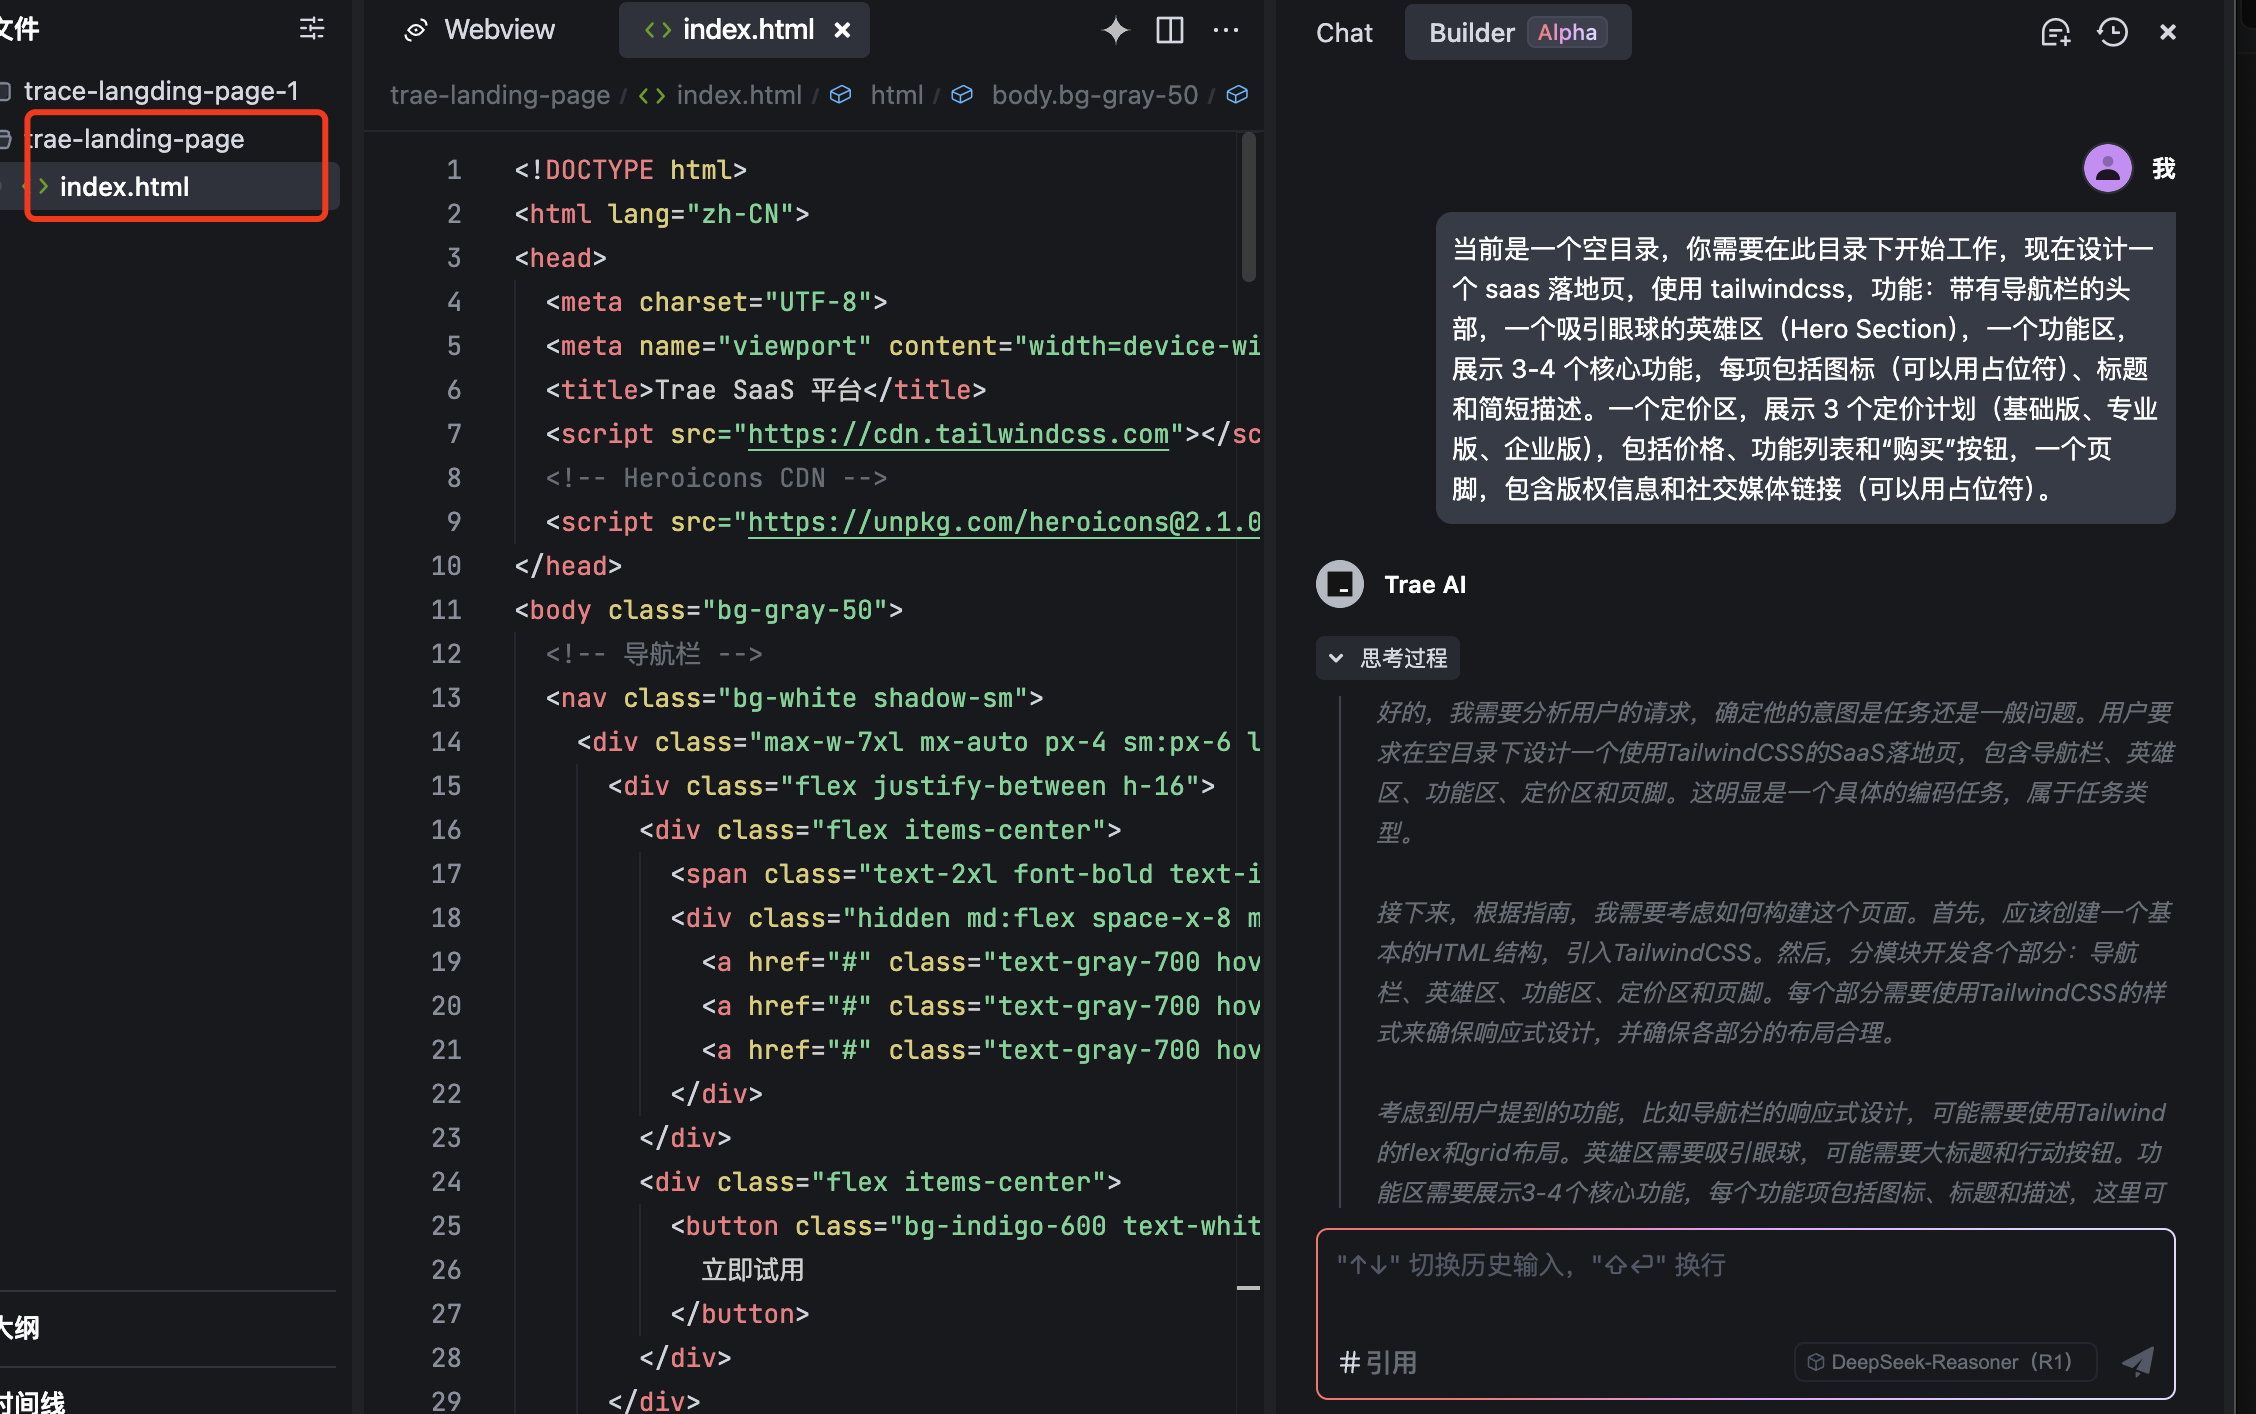 文件
trace-langding-page-1
trae-landing-page
index.html
大纲
时间线
Webview
index.html
trae-landing-page / index.html / html / body.bg-gray-50 /
1 <!DOCTYPE html>
2 <html lang="zh-CN">
3 <head>
4 <meta charset="UTF-8">
5 <meta name="viewport" content="width=device-wi
6 <title>Trae SaaS 平台</title>
7 <script src="https://cdn.tailwindcss.com"></sc
8 <!-- Heroicons CDN -->
9 <script src="https://unpkg.com/heroicons@2.1.0
10 </head>
11 <body class="bg-gray-50">
12 <!-- 导航栏 -->
13 <nav class="bg-white shadow-sm">
14 <div class="max-w-7xl mx-auto px-4 sm:px-6 l
15 <div class="flex justify-between h-16">
16 <div class="flex items-center">
17 <span class="text-2xl font-bold text-i
18 <div class="hidden md:flex space-x-8 m
19 <a href="#" class="text-gray-700 hov
20 <a href="#" class="text-gray-700 hov
21 <a href="#" class="text-gray-700 hov
22 </div>
23 </div>
24 <div class="flex items-center">
25 <button class="bg-indigo-600 text-whit
26 立即试用
27 </button>
28 </div>
29 </div>
Chat
Builder Alpha
我
当前是一个空目录，你需要在此目录下开始工作，现在设计一
个 saas 落地页，使用 tailwindcss，功能：带有导航栏的头
部，一个吸引眼球的英雄区（Hero Section），一个功能区，
展示 3-4 个核心功能，每项包括图标（可以用占位符）、标题
和简短描述。一个定价区，展示 3 个定价计划（基础版、专业
版、企业版），包括价格、功能列表和“购买”按钮，一个页
脚，包含版权信息和社交媒体链接（可以用占位符）。
Trae AI
思考过程
好的，我需要分析用户的请求，确定他的意图是任务还是一般问题。用户要
求在空目录下设计一个使用TailwindCSS的SaaS落地页，包含导航栏、英雄
区、功能区、定价区和页脚。这明显是一个具体的编码任务，属于任务类
型。
接下来，根据指南，我需要考虑如何构建这个页面。首先，应该创建一个基
本的HTML结构，引入TailwindCSS。然后，分模块开发各个部分：导航
栏、英雄区、功能区、定价区和页脚。每个部分需要使用TailwindCSS的样
式来确保响应式设计，并确保各部分的布局合理。
考虑到用户提到的功能，比如导航栏的响应式设计，可能需要使用Tailwind
的flex和grid布局。英雄区需要吸引眼球，可能需要大标题和行动按钮。功
能区需要展示3-4个核心功能，每个功能项包括图标、标题和描述，这里可
"↑↓" 切换历史输入，"⇧⏎" 换行
# 引用
DeepSeek-Reasoner（R1）